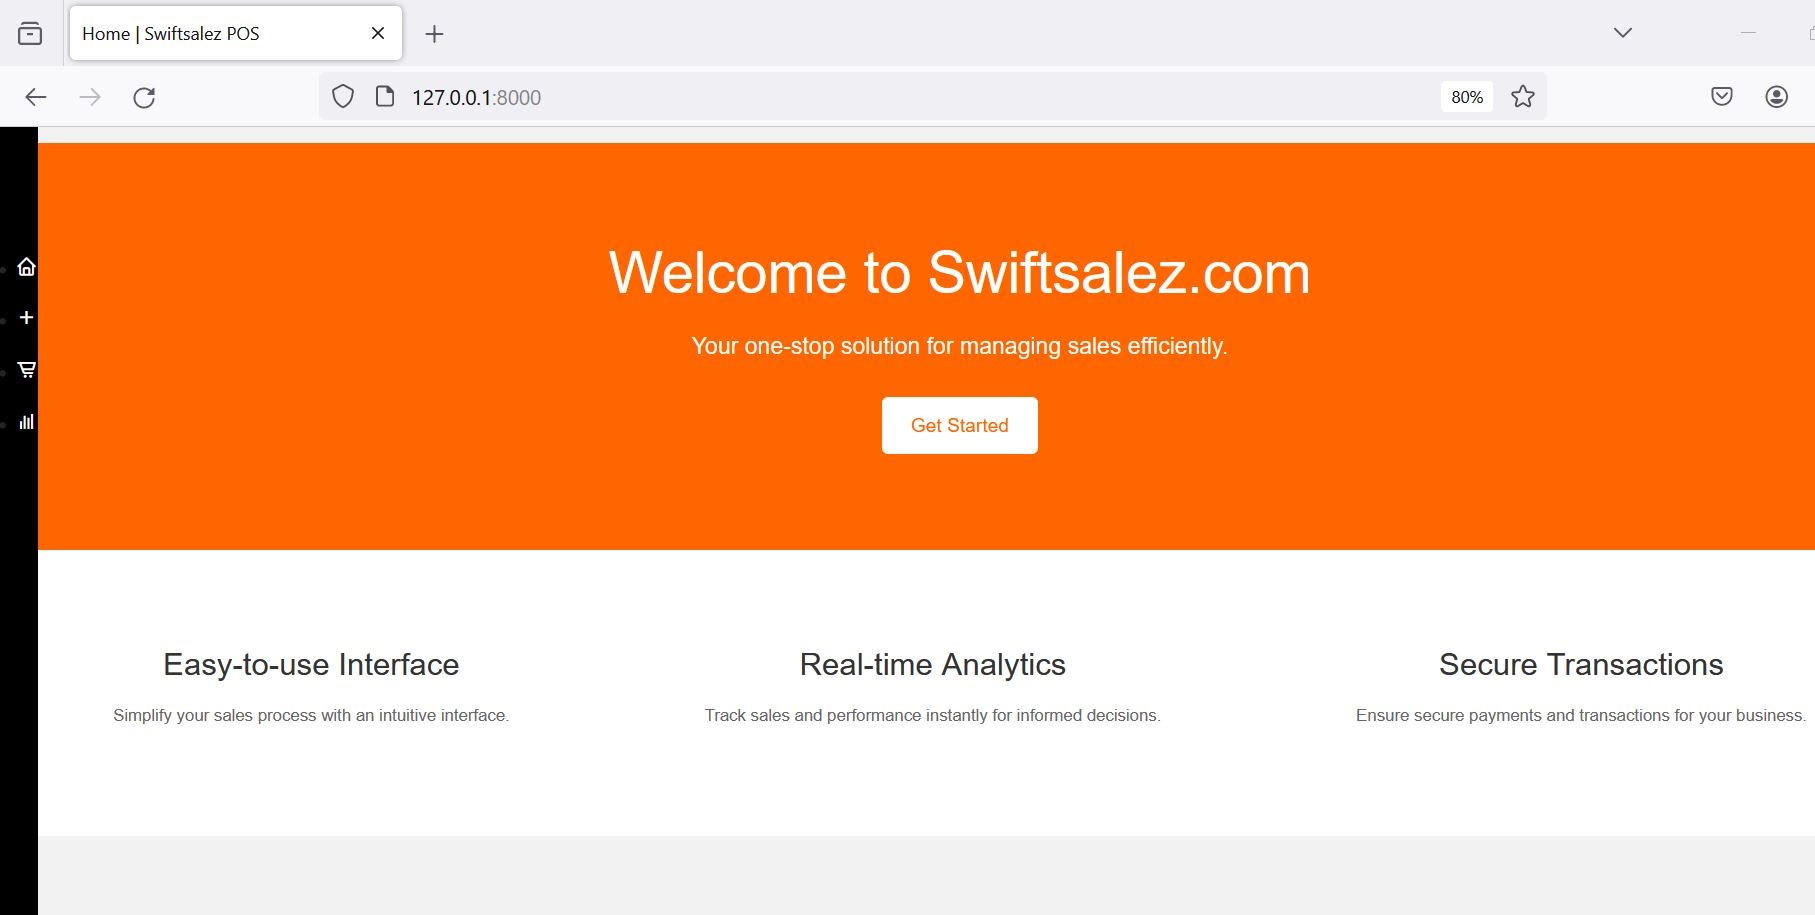 Home | Swiftsalez POS
127.0.0.1:8000
80%
Welcome to Swiftsalez.com
Your one-stop solution for managing sales efficiently.
Get Started
Easy-to-use Interface
Real-time Analytics
Secure Transactions
Simplify your sales process with an intuitive interface.
Track sales and performance instantly for informed decisions.
Ensure secure payments and transactions for your business.